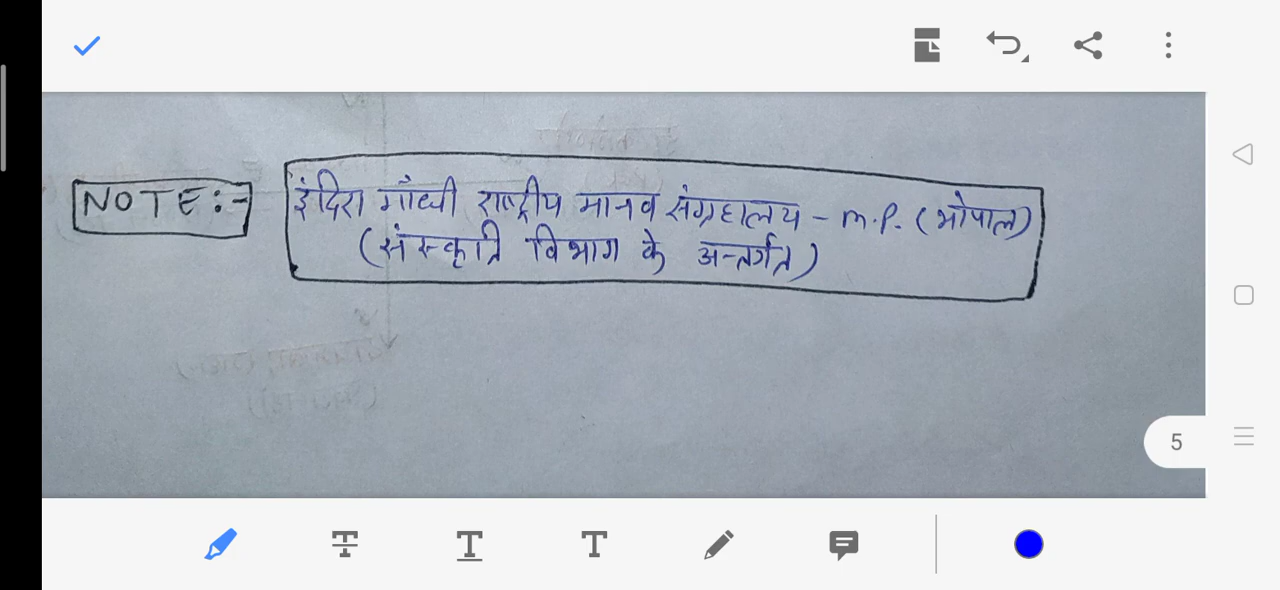 NOTE:-
इंदिरा गाँधी राष्ट्रीय मानव संग्रहालय - M.P. (भोपाल)
(संस्कृति विभाग के अन्तर्गत)
5
T T T